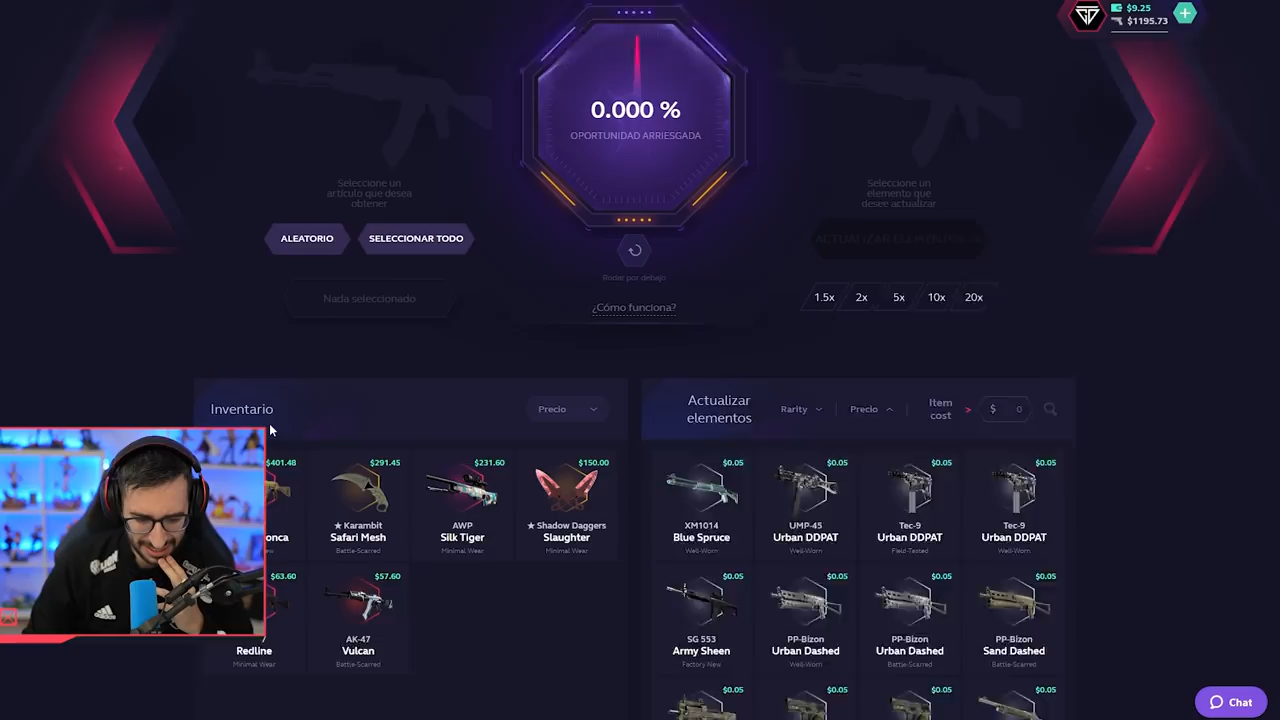 $9.25
$1195.73
0.000 %
OPORTUNIDAD ARRIESGADA
Seleccione un
artículo que desea
obtener
ALEATORIO
SELECCIONAR TODO
Nada seleccionado
Rodar por debajo
¿Cómo funciona?
Seleccione un
elemento que
desee actualizar
1.5x
2x
5x
10x
20x
Inventario
Precio
Actualizar
elementos
Rarity
Precio
Item
cost
>
$ 0
$401.48
$291.45
★ Karambit
Safari Mesh
Battle-Scarred
$231.60
AWP
Silk Tiger
Minimal Wear
$150.00
★ Shadow Daggers
Slaughter
Minimal Wear
$63.60
Redline
Minimal Wear
$57.60
AK-47
Vulcan
Battle-Scarred
$0.05
XM1014
Blue Spruce
Well-Worn
$0.05
UMP-45
Urban DDPAT
Well-Worn
$0.05
Tec-9
Urban DDPAT
Field-Tested
$0.05
Tec-9
Urban DDPAT
Well-Worn
$0.05
SG 553
Army Sheen
Factory New
$0.05
PP-Bizon
Urban Dashed
Well-Worn
$0.05
PP-Bizon
Urban Dashed
Battle-Scarred
$0.05
PP-Bizon
Sand Dashed
Battle-Scarred
$0.05
$0.05
$0.05
$0.05
Chat